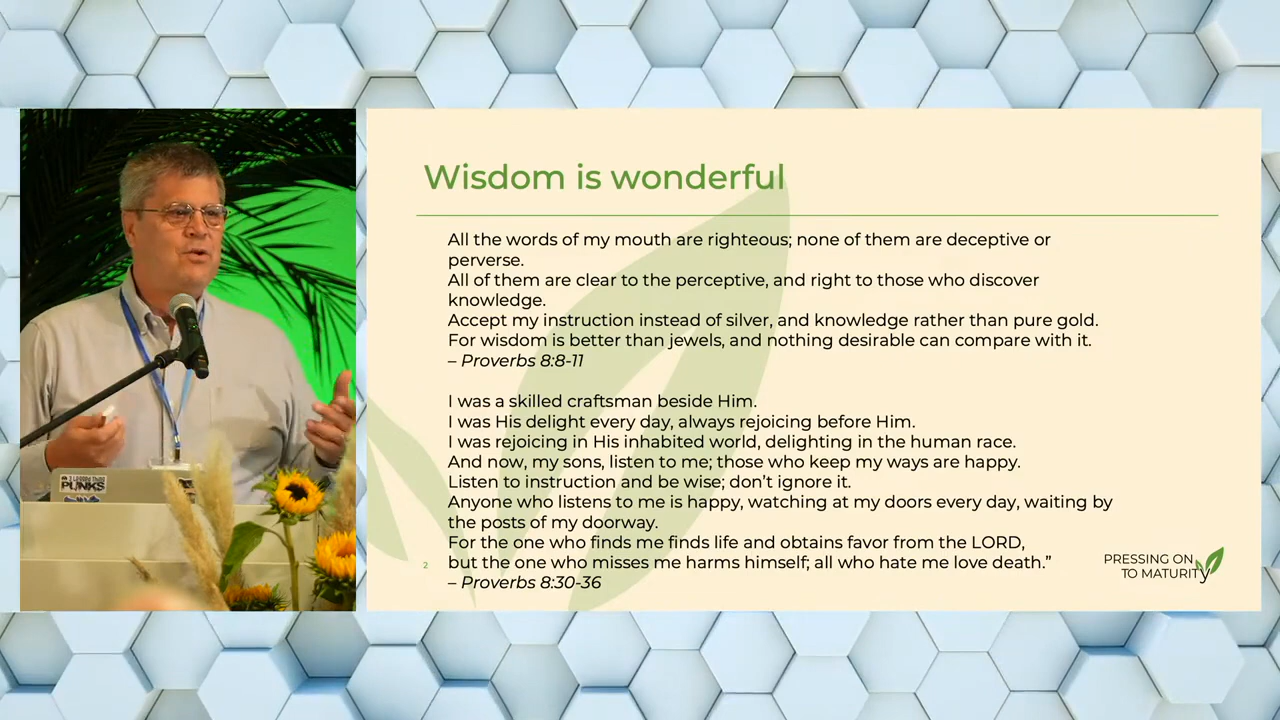 Wisdom is wonderful
All the words of my mouth are righteous; none of them are deceptive or
perverse.
All of them are clear to the perceptive, and right to those who discover
knowledge.
Accept my instruction instead of silver, and knowledge rather than pure gold.
For wisdom is better than jewels, and nothing desirable can compare with it.
– Proverbs 8:8-11
I was a skilled craftsman beside Him.
I was His delight every day, always rejoicing before Him.
I was rejoicing in His inhabited world, delighting in the human race.
And now, my sons, listen to me; those who keep my ways are happy.
Listen to instruction and be wise; don’t ignore it.
Anyone who listens to me is happy, watching at my doors every day, waiting by
the posts of my doorway.
For the one who finds me finds life and obtains favor from the LORD,
but the one who misses me harms himself; all who hate me love death.”
– Proverbs 8:30-36
2
PRESSING ON
TO MATURITY
PUNKS